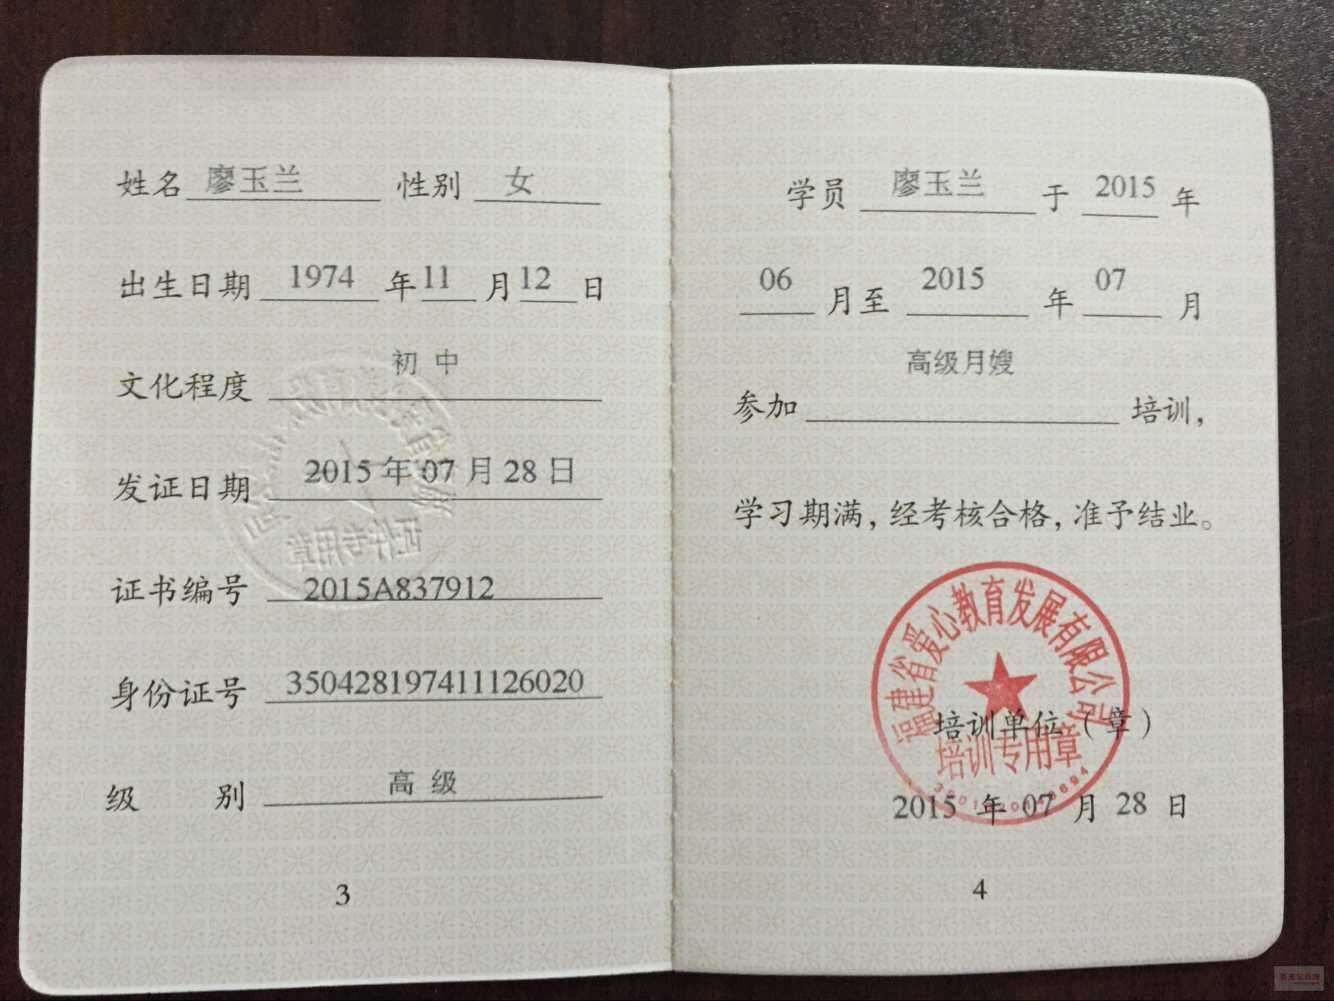 姓名 廖玉兰 性别 女
出生日期 1974 年 11 月 12 日
文化程度 初中
发证日期 2015 年 07 月 28 日
证书编号 2015A837912
身份证号 350428197411126020
级 别 高级
3
学员 廖玉兰 于 2015 年
06 月至 2015 年 07 月
参加 高级月嫂 培训，
学习期满，经考核合格，准予结业。
福建省爱心教育发展有限公司
培训单位（章）
培训专用章
2015 年 07 月 28 日
4